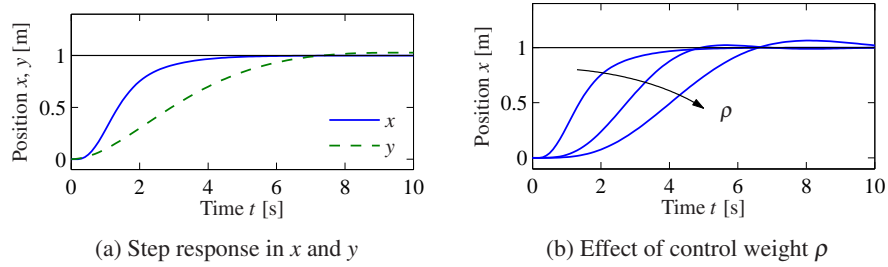 Position x, y [m]
1
0.5
0
x
y
0 2 4 6 8 10
Time t [s]
(a) Step response in x and y
Position x [m]
1
0.5
0
ρ
0 2 4 6 8 10
Time t [s]
(b) Effect of control weight ρ